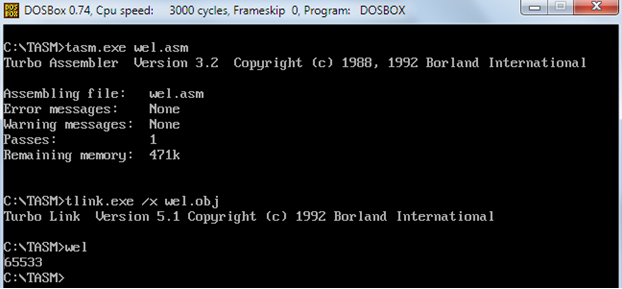 DOSBox 0.74, Cpu speed:    3000 cycles, Frameskip  0, Program:   DOSBOX
C:\TASM>tasm.exe wel.asm
Turbo Assembler  Version 3.2  Copyright (c) 1988, 1992 Borland International
Assembling file:   wel.asm
Error messages:    None
Warning messages:  None
Passes:            1
Remaining memory:  471k
C:\TASM>tlink.exe /x wel.obj
Turbo Link  Version 5.1 Copyright (c) 1992 Borland International
C:\TASM>wel
65533
C:\TASM>